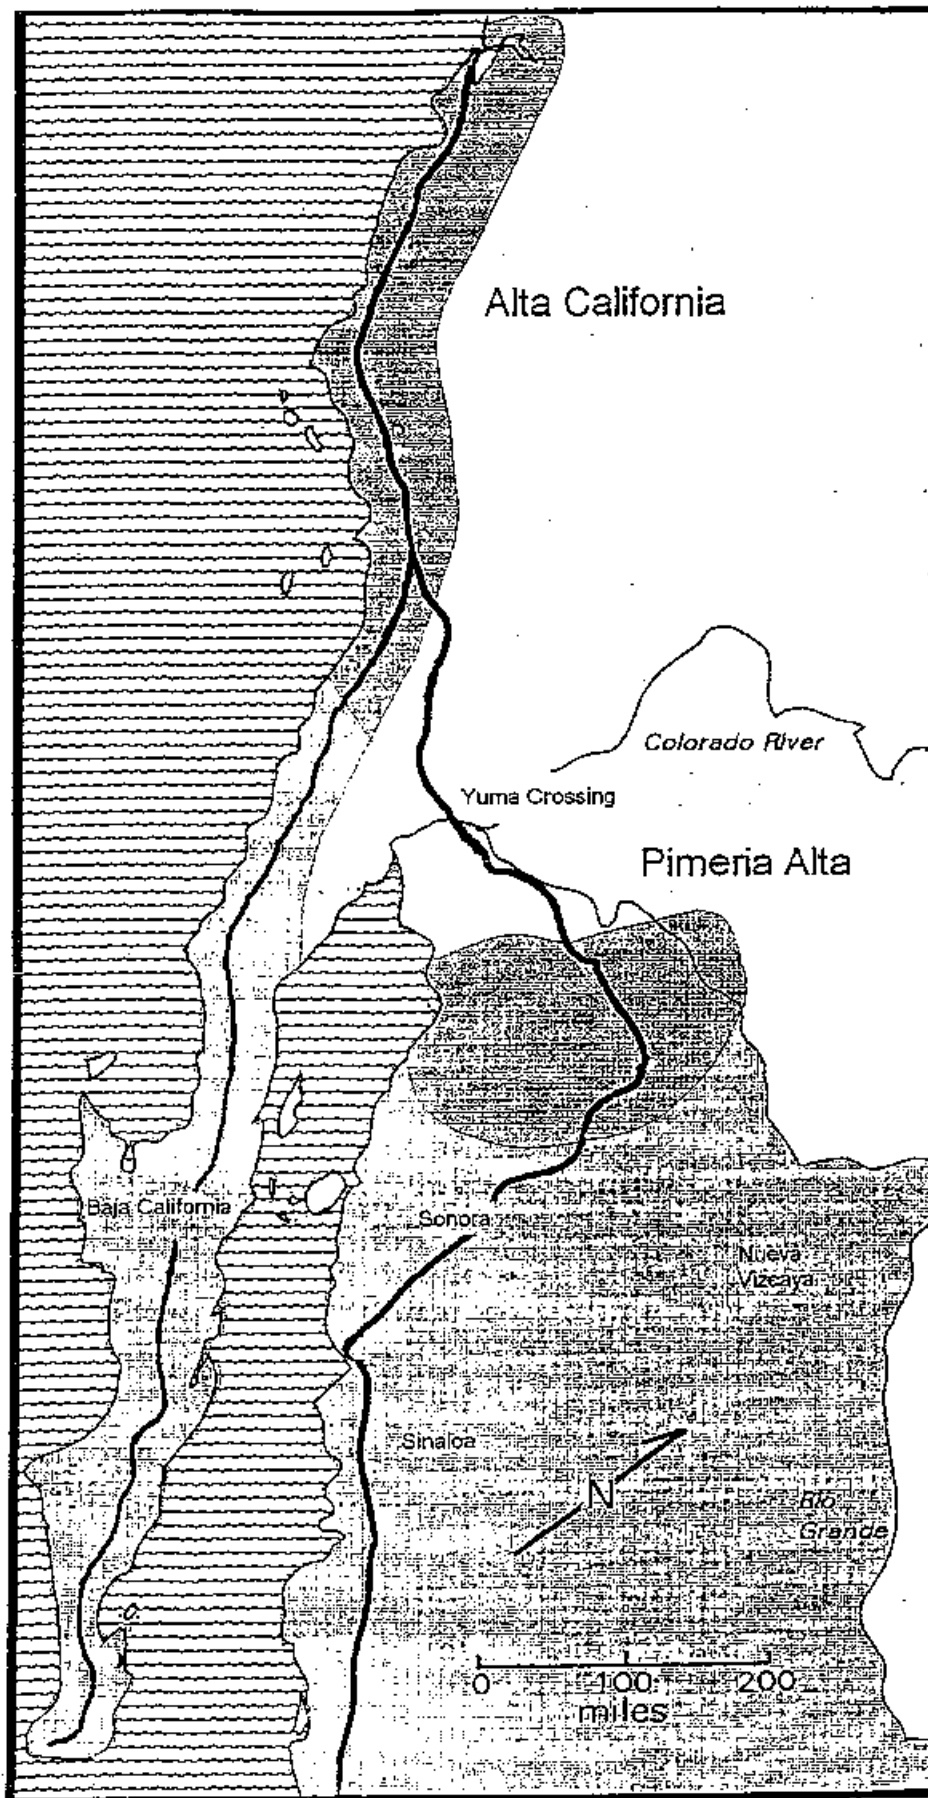 Alta California
Colorado River
Yuma Crossing
Pimeria Alta
Baja California
Sonora
Nueva
Vizcaya
Sinaloa
N
Rio
Grande
0 100 200
miles